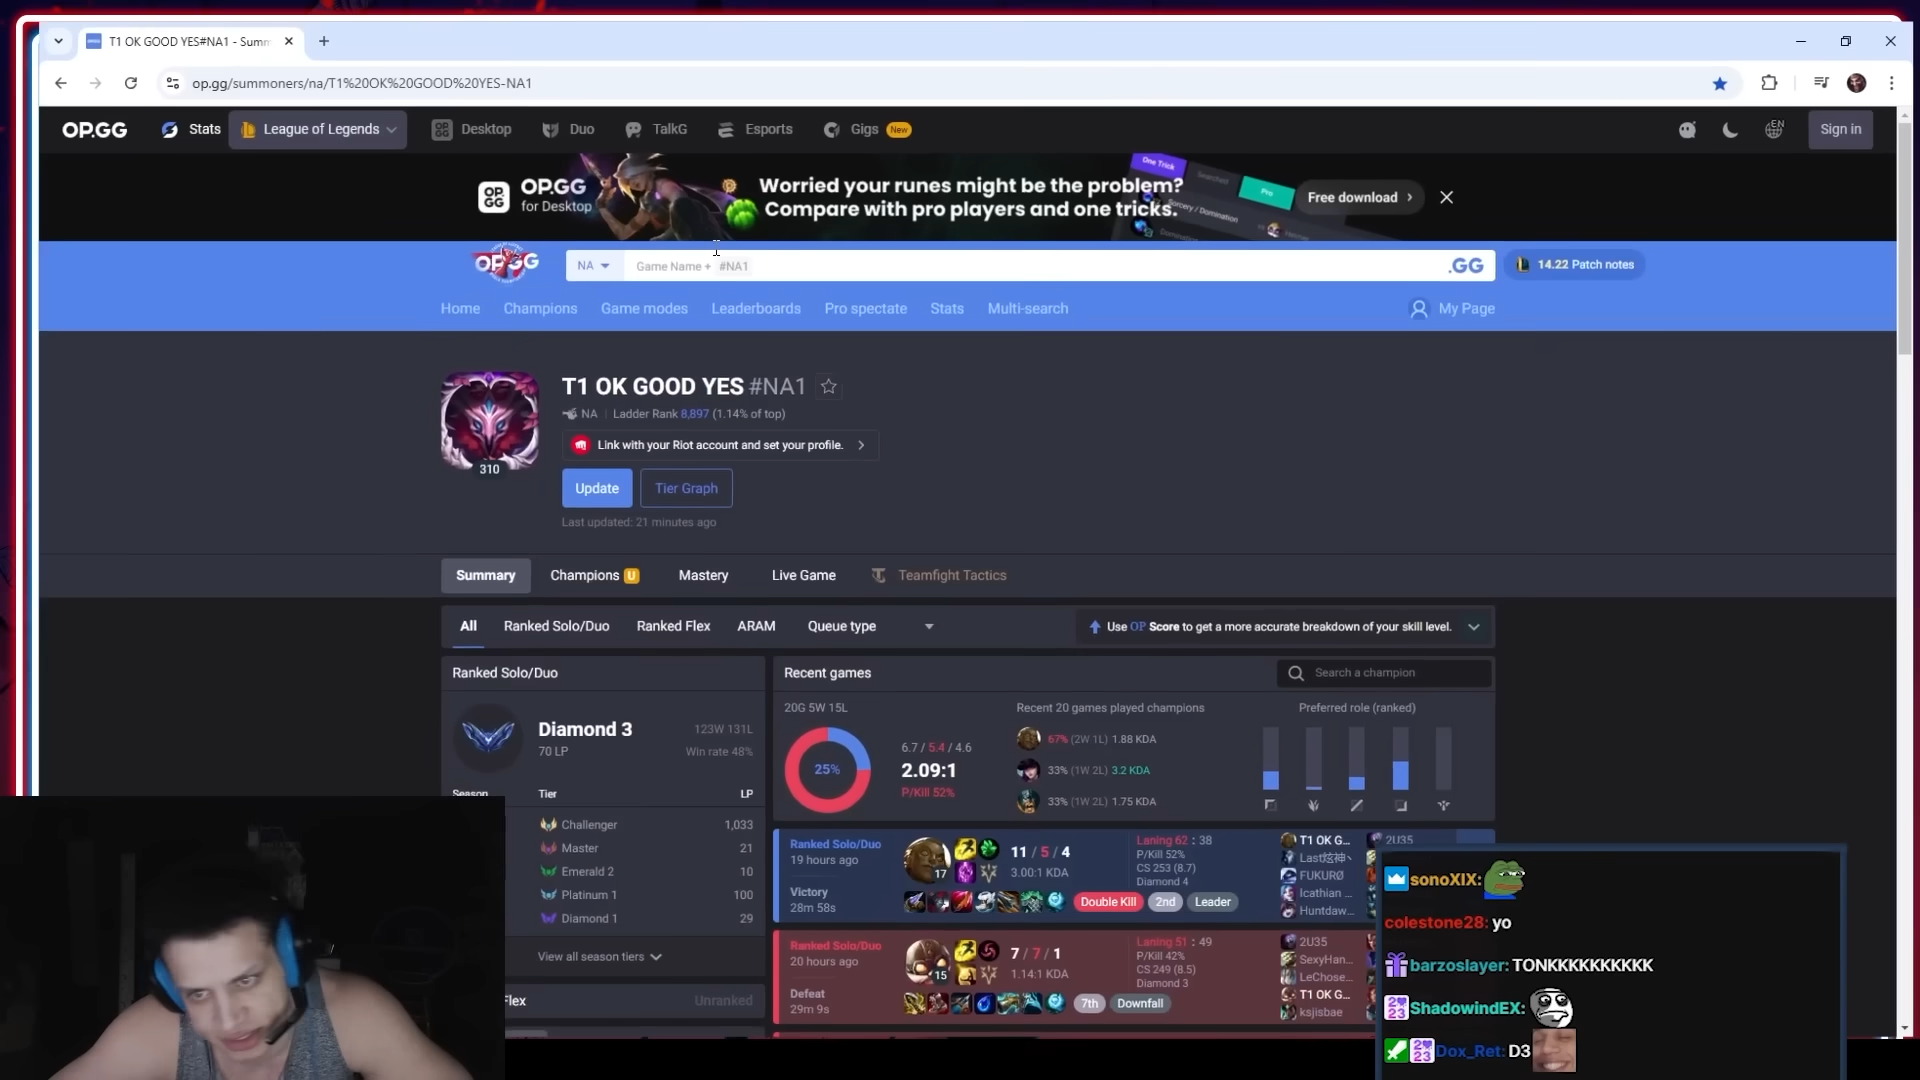 T1 OK GOOD YES#NA1 - Summ
op.gg/summoners/na/T1%20OK%20GOOD%20YES-NA1
OP.GG
Stats
League of Legends
Desktop
Duo
TalkG
Esports
Gigs
New
EN
Sign in
OP.GG
for Desktop
Worried your runes might be the problem?
Compare with pro players and one tricks.
One Trick
Pro
Sorcery / Domination
Free download
OP.GG
NA
Game Name + #NA1
.GG
14.22 Patch notes
Home
Champions
Game modes
Leaderboards
Pro spectate
Stats
Multi-search
My Page
310
T1 OK GOOD YES #NA1
NA
Ladder Rank 8,897 (1.14% of top)
Link with your Riot account and set your profile.
Update
Tier Graph
Last updated: 21 minutes ago
Summary
Champions U
Mastery
Live Game
Teamfight Tactics
All
Ranked Solo/Duo
Ranked Flex
ARAM
Queue type
Use OP Score to get a more accurate breakdown of your skill level.
Ranked Solo/Duo
Diamond 3
70 LP
123W 131L
Win rate 48%
Season
Tier
LP
Challenger
1,033
Master
21
Emerald 2
10
Platinum 1
100
Diamond 1
29
View all season tiers
Flex
Unranked
Recent games
Search a champion
20G 5W 15L
25%
6.7 / 5.4 / 4.6
2.09:1
P/Kill 52%
Recent 20 games played champions
67% (2W 1L) 1.88 KDA
33% (1W 2L) 3.2 KDA
33% (1W 2L) 1.75 KDA
Preferred role (ranked)
Ranked Solo/Duo
19 hours ago
Victory
28m 58s
17
11 / 5 / 4
3.00:1 KDA
Double Kill
2nd
Leader
Laning 62 : 38
P/Kill 52%
CS 253 (8.7)
Diamond 4
T1 OK G...
FUKURØ
Icathian ...
Huntdaw...
2U35
Ranked Solo/Duo
20 hours ago
Defeat
29m 9s
15
7 / 7 / 1
1.14:1 KDA
7th
Downfall
Laning 51 : 49
P/Kill 42%
CS 249 (8.5)
Diamond 3
2U35
SexyHan...
LeChose...
T1 OK G...
ksjisbae
sonoXIX:
colestone28: yo
barzoslayer: TONKKKKKKKKKK
ShadowindEX:
Dox_Ret: D3